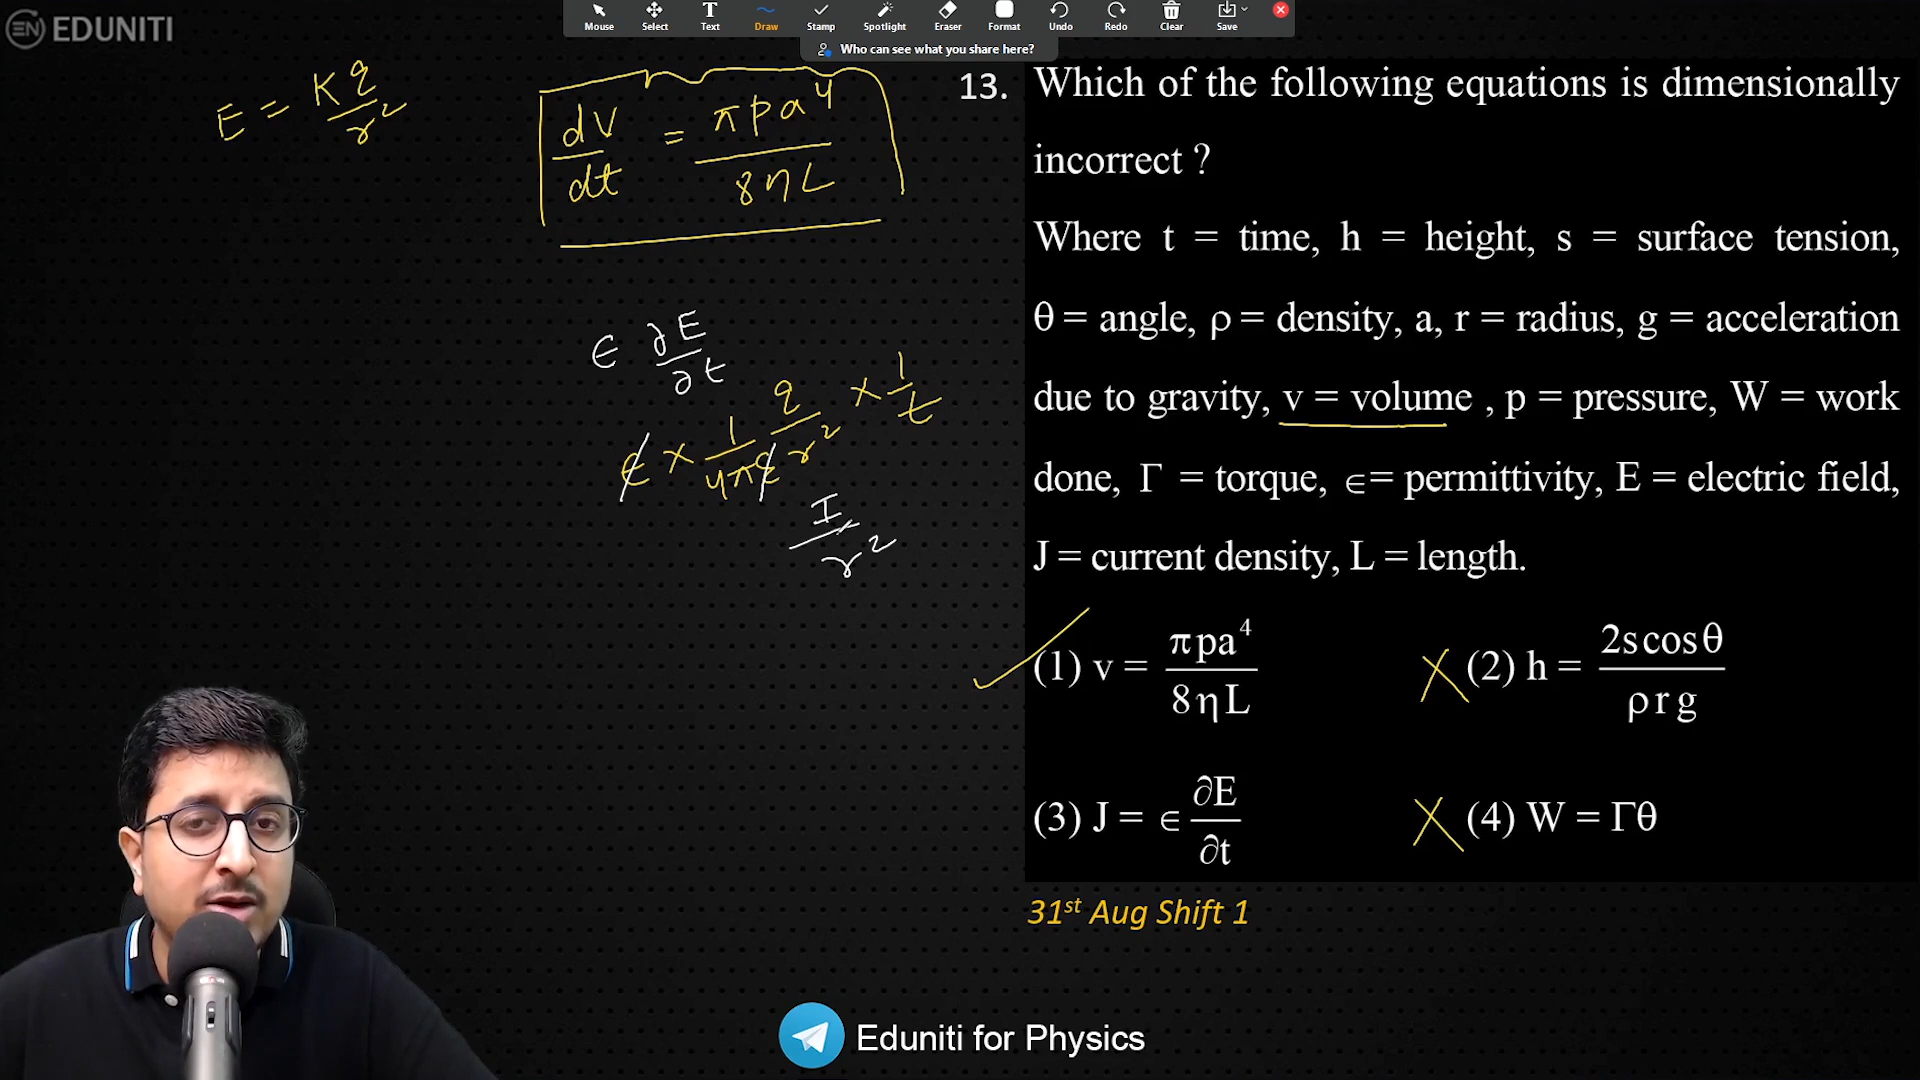 EN EDUNITI
Mouse Select Text Draw Stamp Spotlight Eraser Format Undo Redo Clear Save
Who can see what you share here?
E = Kq/r²
dV/dt = πpa⁴/8ηL
ϵ ∂E/∂t
ϵ × 1/4πϵ q/r² × 1/t
I/r²
13. Which of the following equations is dimensionally
incorrect ?
Where t = time, h = height, s = surface tension,
θ = angle, ρ = density, a, r = radius, g = acceleration
due to gravity, v = volume , p = pressure, W = work
done, Γ = torque, ϵ= permittivity, E = electric field,
J = current density, L = length.
(1) v = πpa⁴/8ηL
(2) h = 2s cosθ/ρrg
(3) J = ϵ ∂E/∂t
(4) W = Γθ
31st Aug Shift 1
Eduniti for Physics